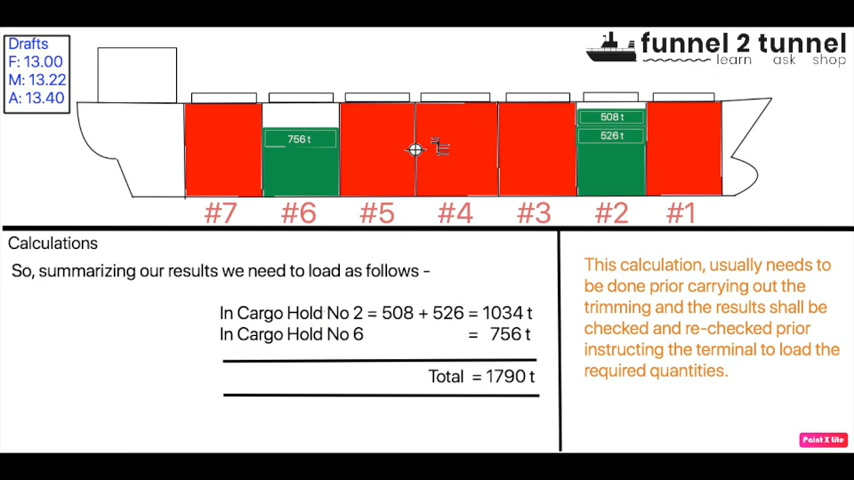 Drafts
F: 13.00
M: 13.22
A: 13.40
funnel 2 tunnel
learn ask shop
508 t
756 t
526 t
#7 #6 #5 #4 #3 #2 #1
Calculations
So, summarizing our results we need to load as follows -
In Cargo Hold No 2 = 508 + 526 = 1034 t
In Cargo Hold No 6 = 756 t
Total = 1790 t
This calculation, usually needs to
be done prior carrying out the
trimming and the results shall be
checked and re-checked prior
instructing the terminal to load the
required quantities.
Paint X Lite